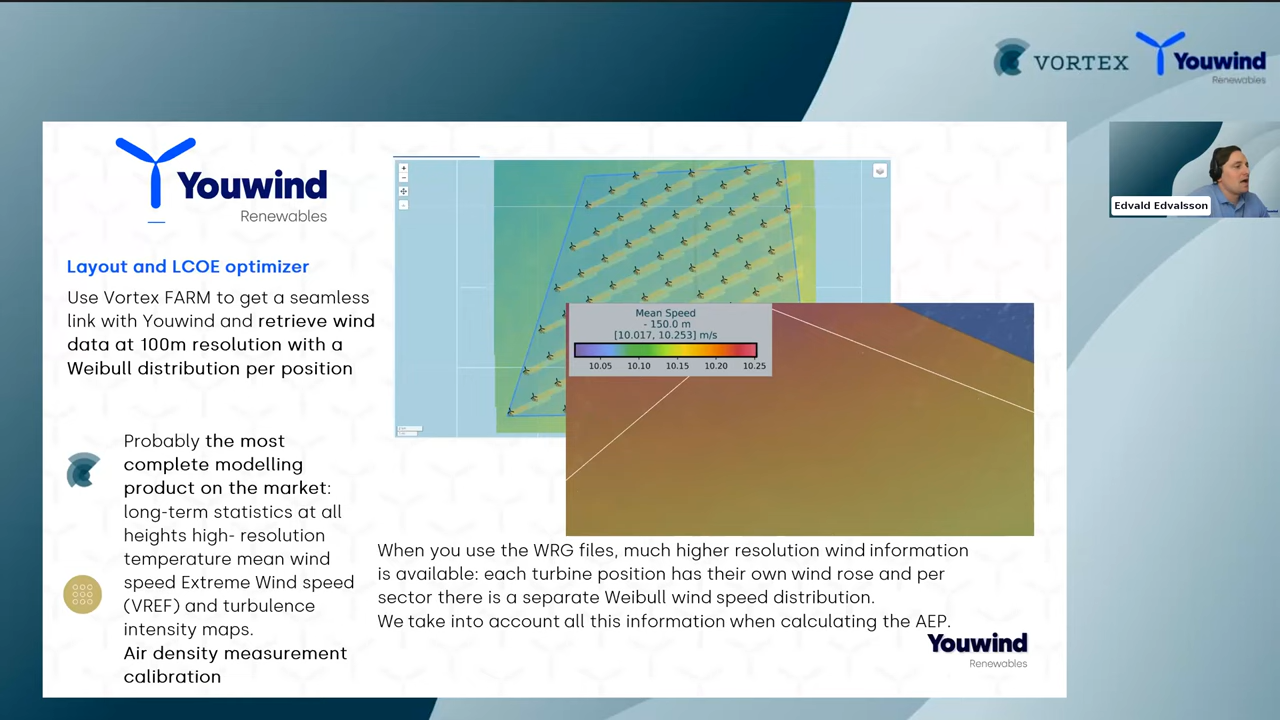 VORTEX
Youwind
Renewables
Youwind
Renewables
Layout and LCOE optimizer
Use Vortex FARM to get a seamless
link with Youwind and retrieve wind
data at 100m resolution with a
Weibull distribution per position
Probably the most
complete modelling
product on the market:
long-term statistics at all
heights high- resolution
temperature mean wind
speed Extreme Wind speed
(VREF) and turbulence
intensity maps.
Air density measurement
calibration
Mean Speed
- 150.0 m
[10.017, 10.253] m/s
10.05 10.10 10.15 10.20 10.25
When you use the WRG files, much higher resolution wind information
is available: each turbine position has their own wind rose and per
sector there is a separate Weibull wind speed distribution.
We take into account all this information when calculating the AEP.
Youwind
Renewables
Edvald Edvalsson